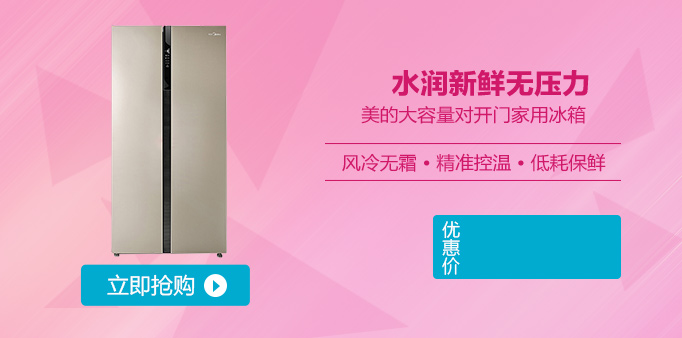 水润新鲜无压力
美的大容量对开门家用冰箱
风冷无霜 • 精准控温 • 低耗保鲜
优
惠
价
立即抢购